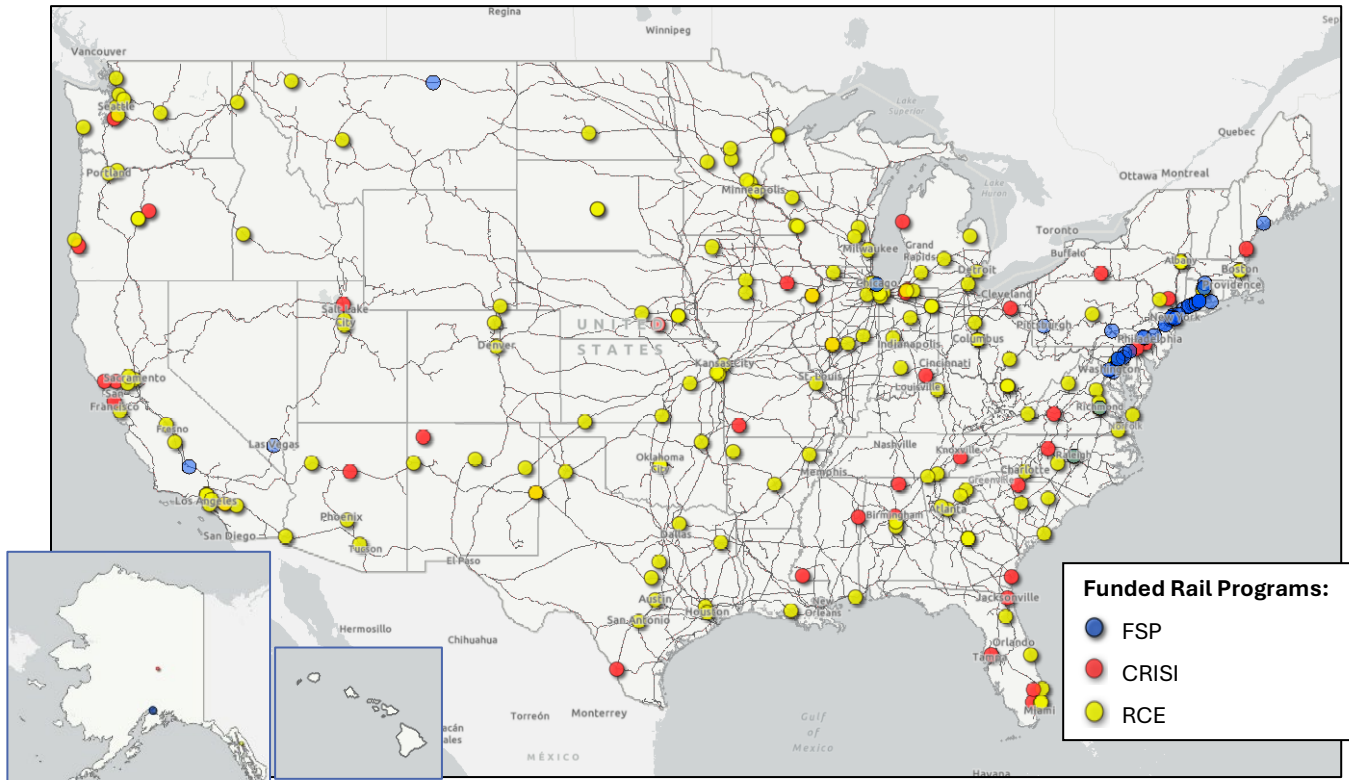 Regina
Winnipeg
Vancouver
Seattle
Lake
Superior
Quebec
Portland
Ottawa
Montreal
Minneapolis
Lake
Huron
Toronto
Milwaukee
Grand
Rapids
Buffalo
Albany
Boston
Detroit
Chicago
Providence
Cleveland
Salt Lake
City
New York
UNITED
STATES
Pittsburgh
Denver
Indianapolis
Columbus
Philadelphia
Kansas City
Cincinnati
Washington
Sacramento
St. Louis
Louisville
San
Francisco
Richmond
Fresno
Las Vegas
Norfolk
Nashville
Knoxville
Raleigh
Oklahoma
City
Memphis
Charlotte
Greenville
Los Angeles
Birmingham
Atlanta
Phoenix
San Diego
Dallas
Tucson
El Paso
Jacksonville
Austin
Houston
New
Orleans
San Antonio
Hermosillo
Chihuahua
Orlando
Tampa
Miami
Torreón
Monterrey
Gulf
of
Mexico
MÉXICO
Havana
Funded Rail Programs:
FSP
CRISI
RCE